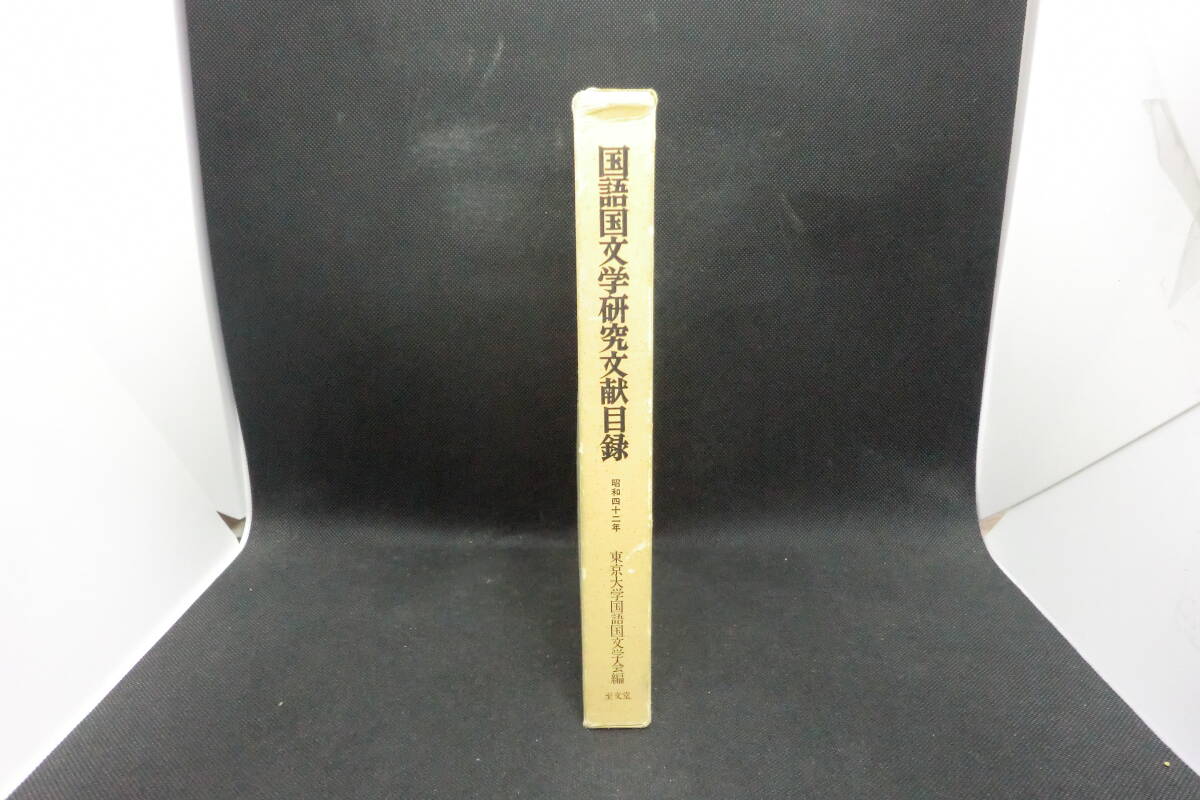 国語国文学研究文献目録
昭和四十二年
東京大学国語国文学会編
至文堂